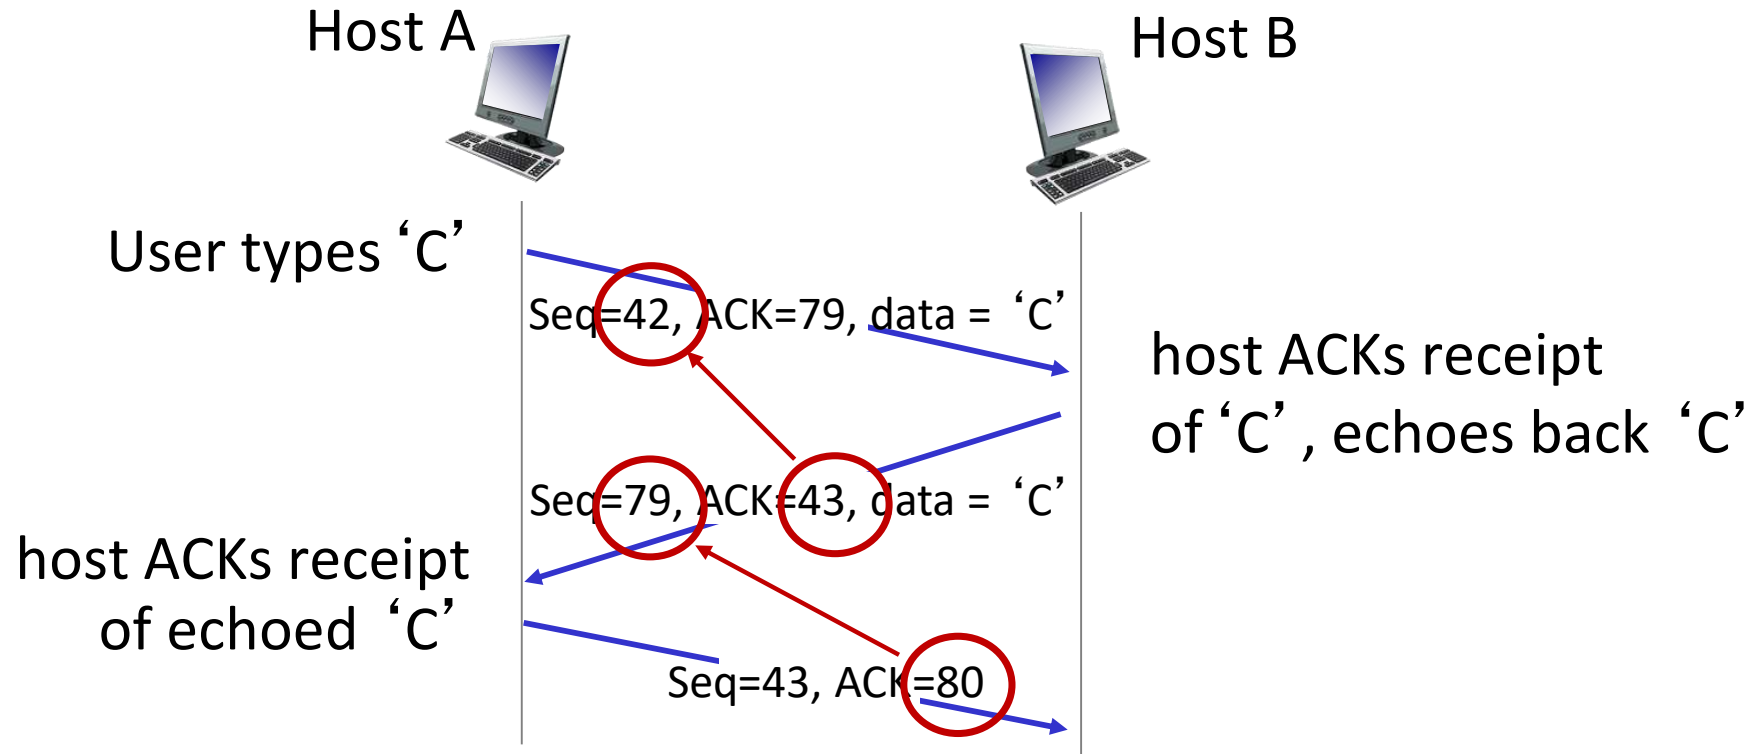 Host A
Host B
User types ‘C’
Seq=42, ACK=79, data = ‘C’
host ACKs receipt
of ‘C’, echoes back ‘C’
Seq=79, ACK=43, data = ‘C’
host ACKs receipt
of echoed ‘C’
Seq=43, ACK=80